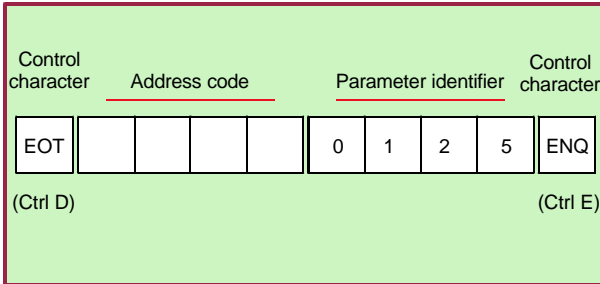 Control character Address code Parameter identifier Control character
EOT 0 1 2 5 ENQ
(Ctrl D) (Ctrl E)